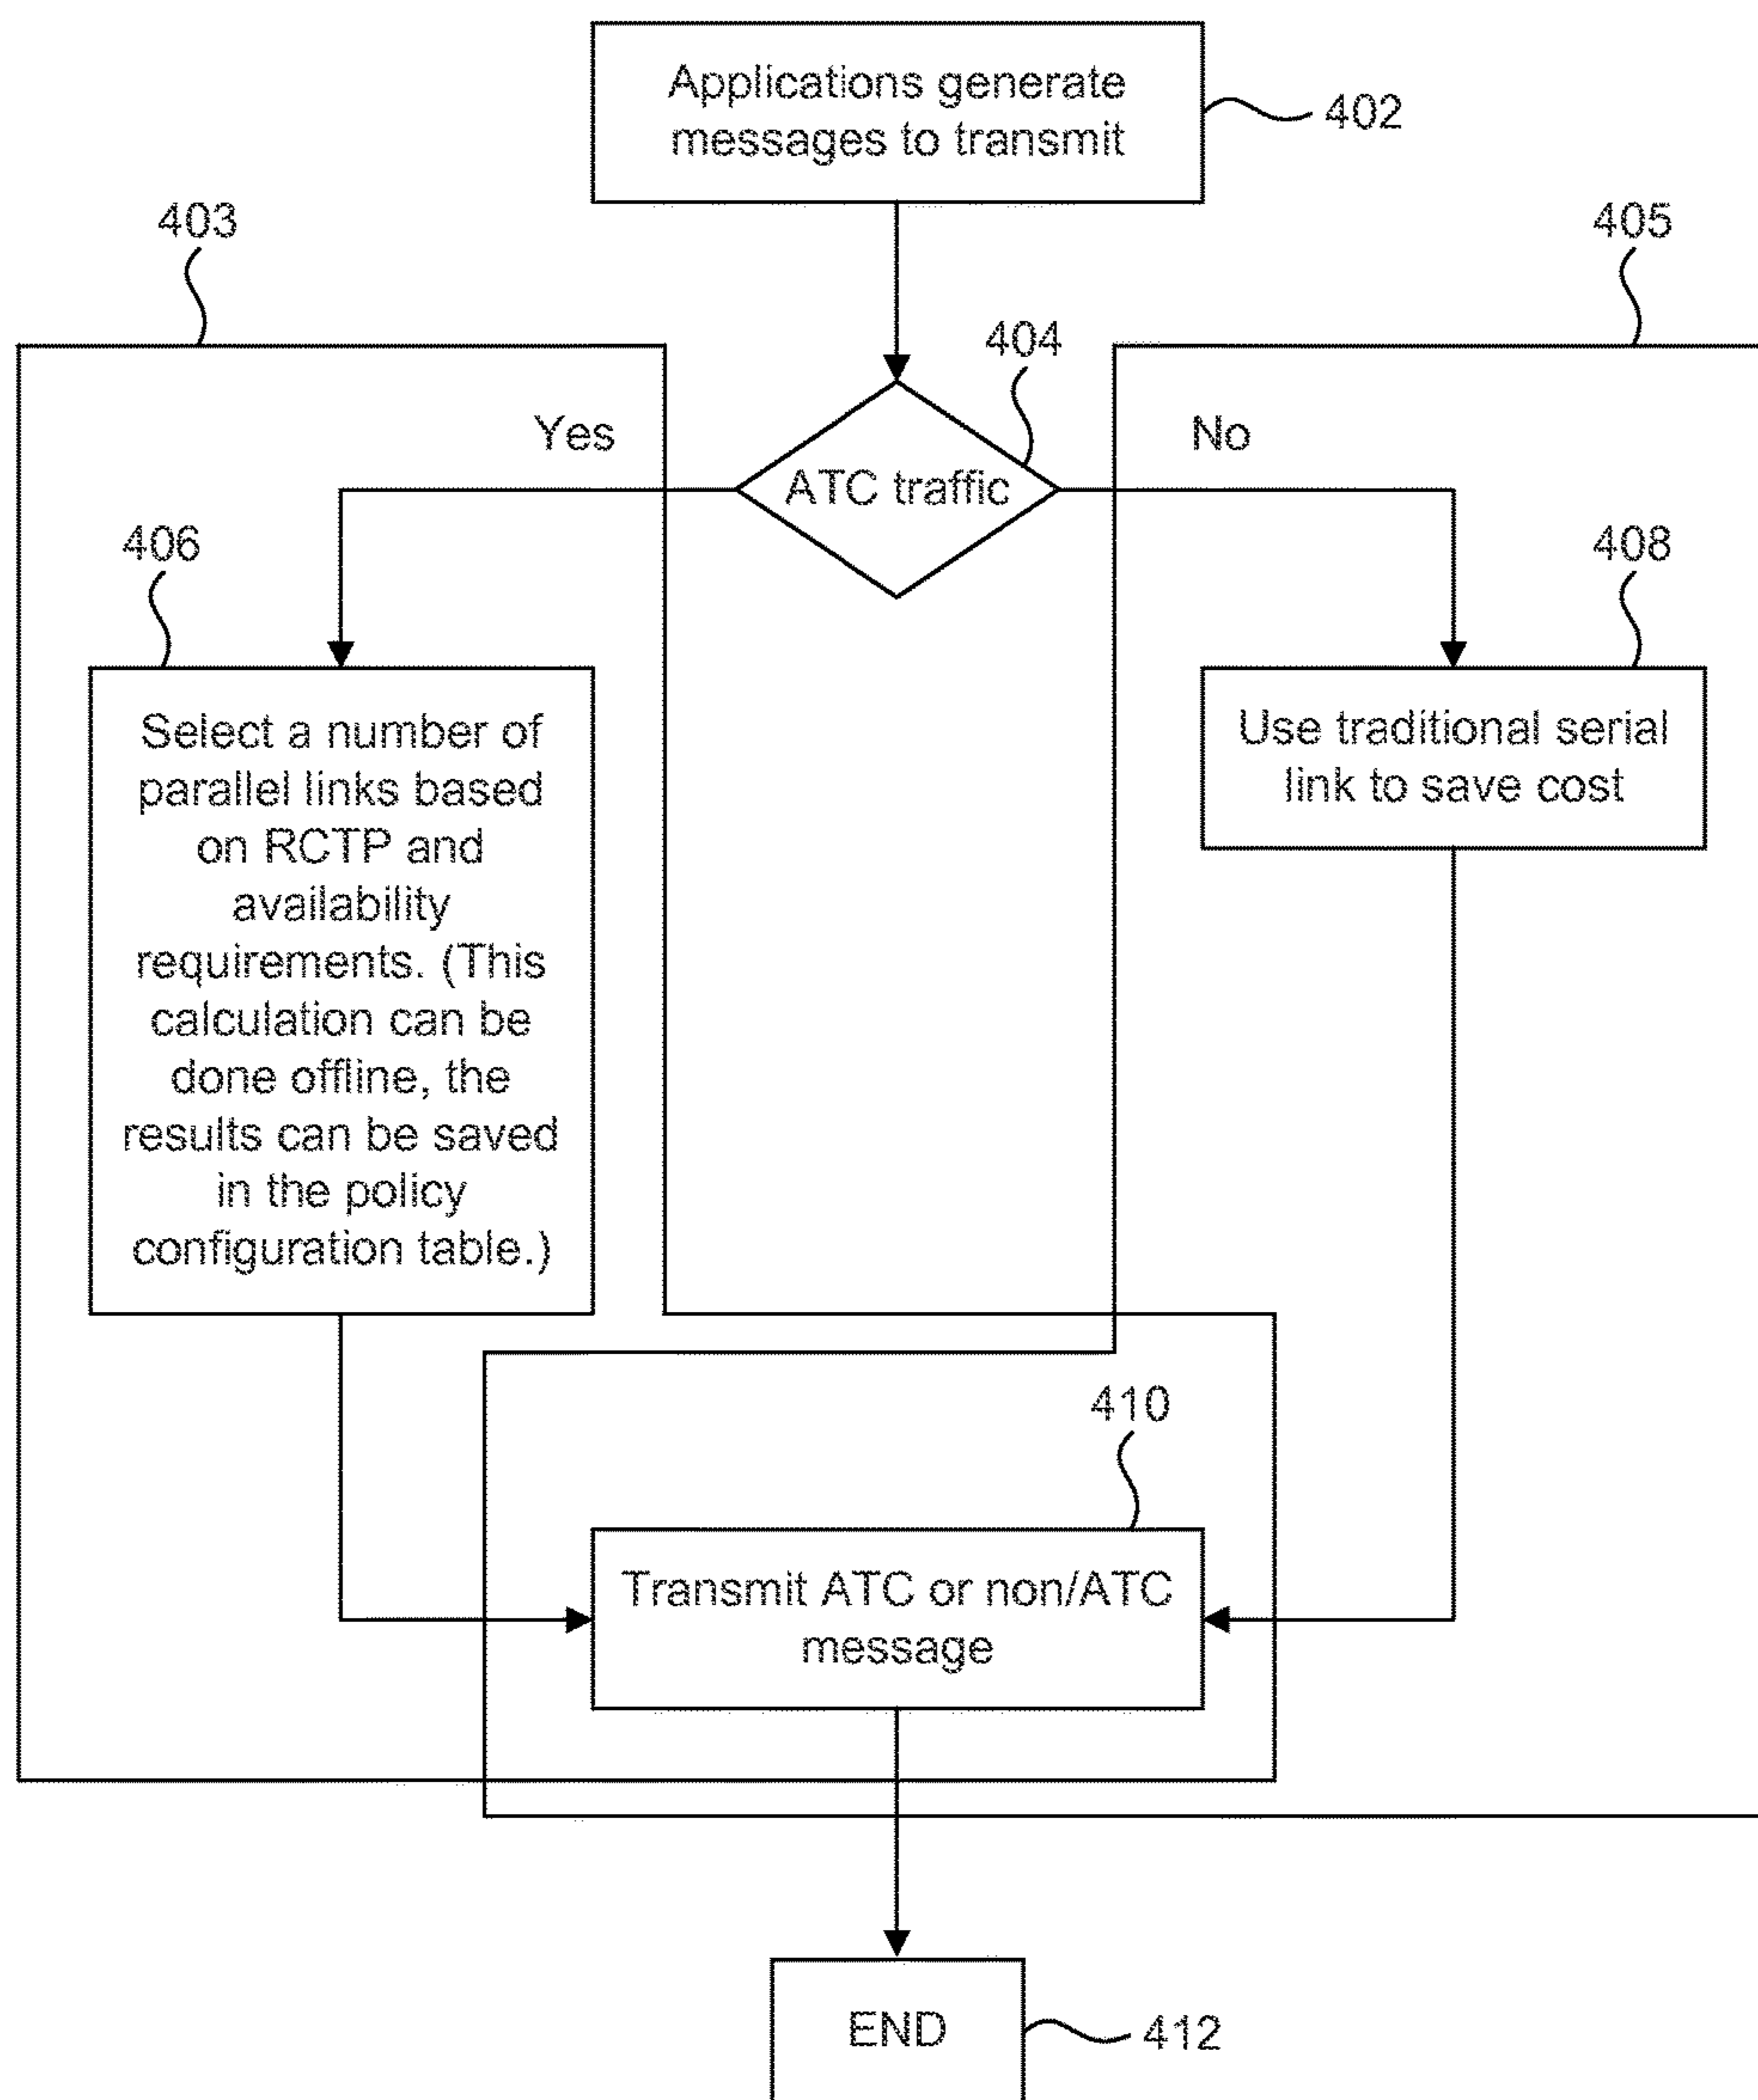 Applications generate
messages to transmit
402
403
405
404
Yes
No
ATC traffic
406
408
Select a number of
parallel links based
on RCTP and
availability
requirements. (This
calculation can be
done offline, the
results can be saved
in the policy
configuration table.)
Use traditional serial
link to save cost
410
Transmit ATC or non/ATC
message
END
412